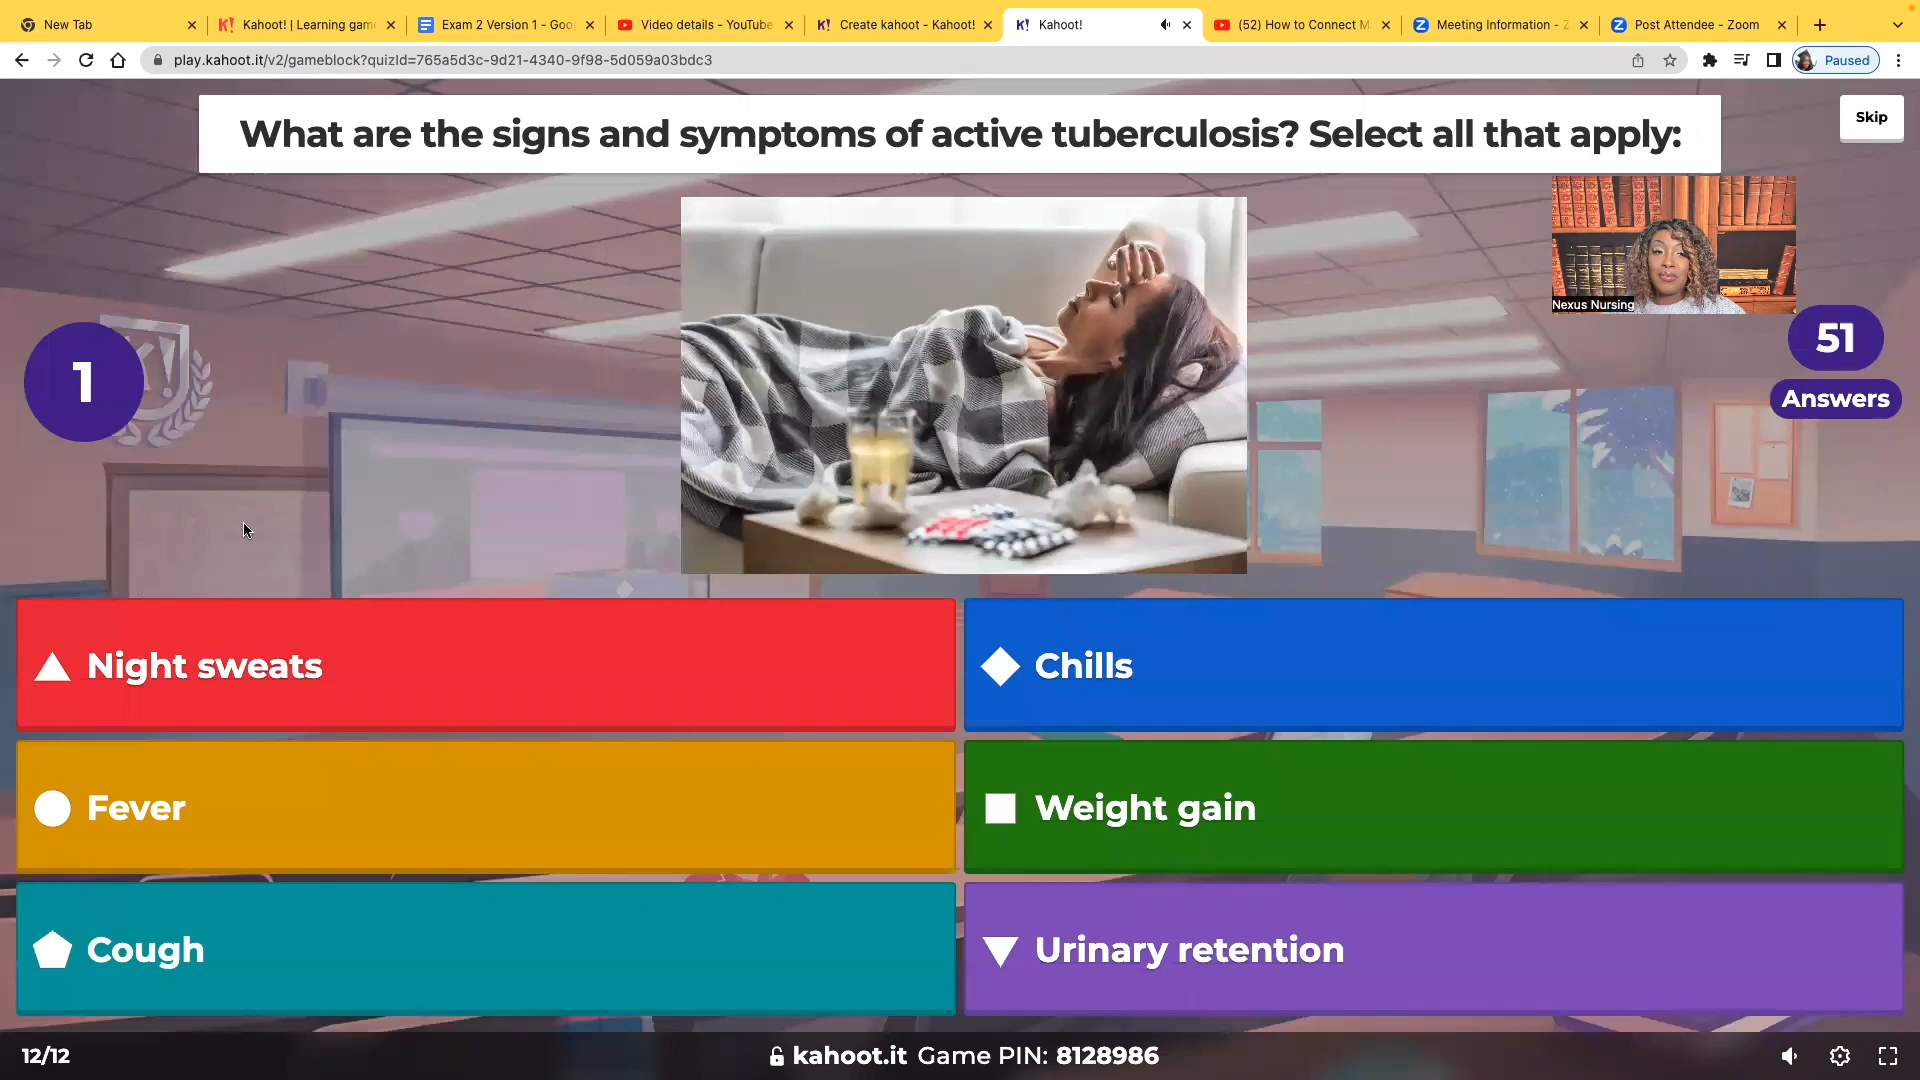 New Tab
Kahoot! | Learning gam
Exam 2 Version 1 - Goo
Video details - YouTube
Create kahoot - Kahoot!
Kahoot!
(52) How to Connect M
Meeting Information - Z
Post Attendee - Zoom
play.kahoot.it/v2/gameblock?quizId=765a5d3c-9d21-4340-9f98-5d059a03bdc3
Paused
What are the signs and symptoms of active tuberculosis? Select all that apply:
Skip
Nexus Nursing
K!
1
51
Answers
Night sweats
Chills
Fever
Weight gain
Cough
Urinary retention
12/12
kahoot.it Game PIN: 8128986